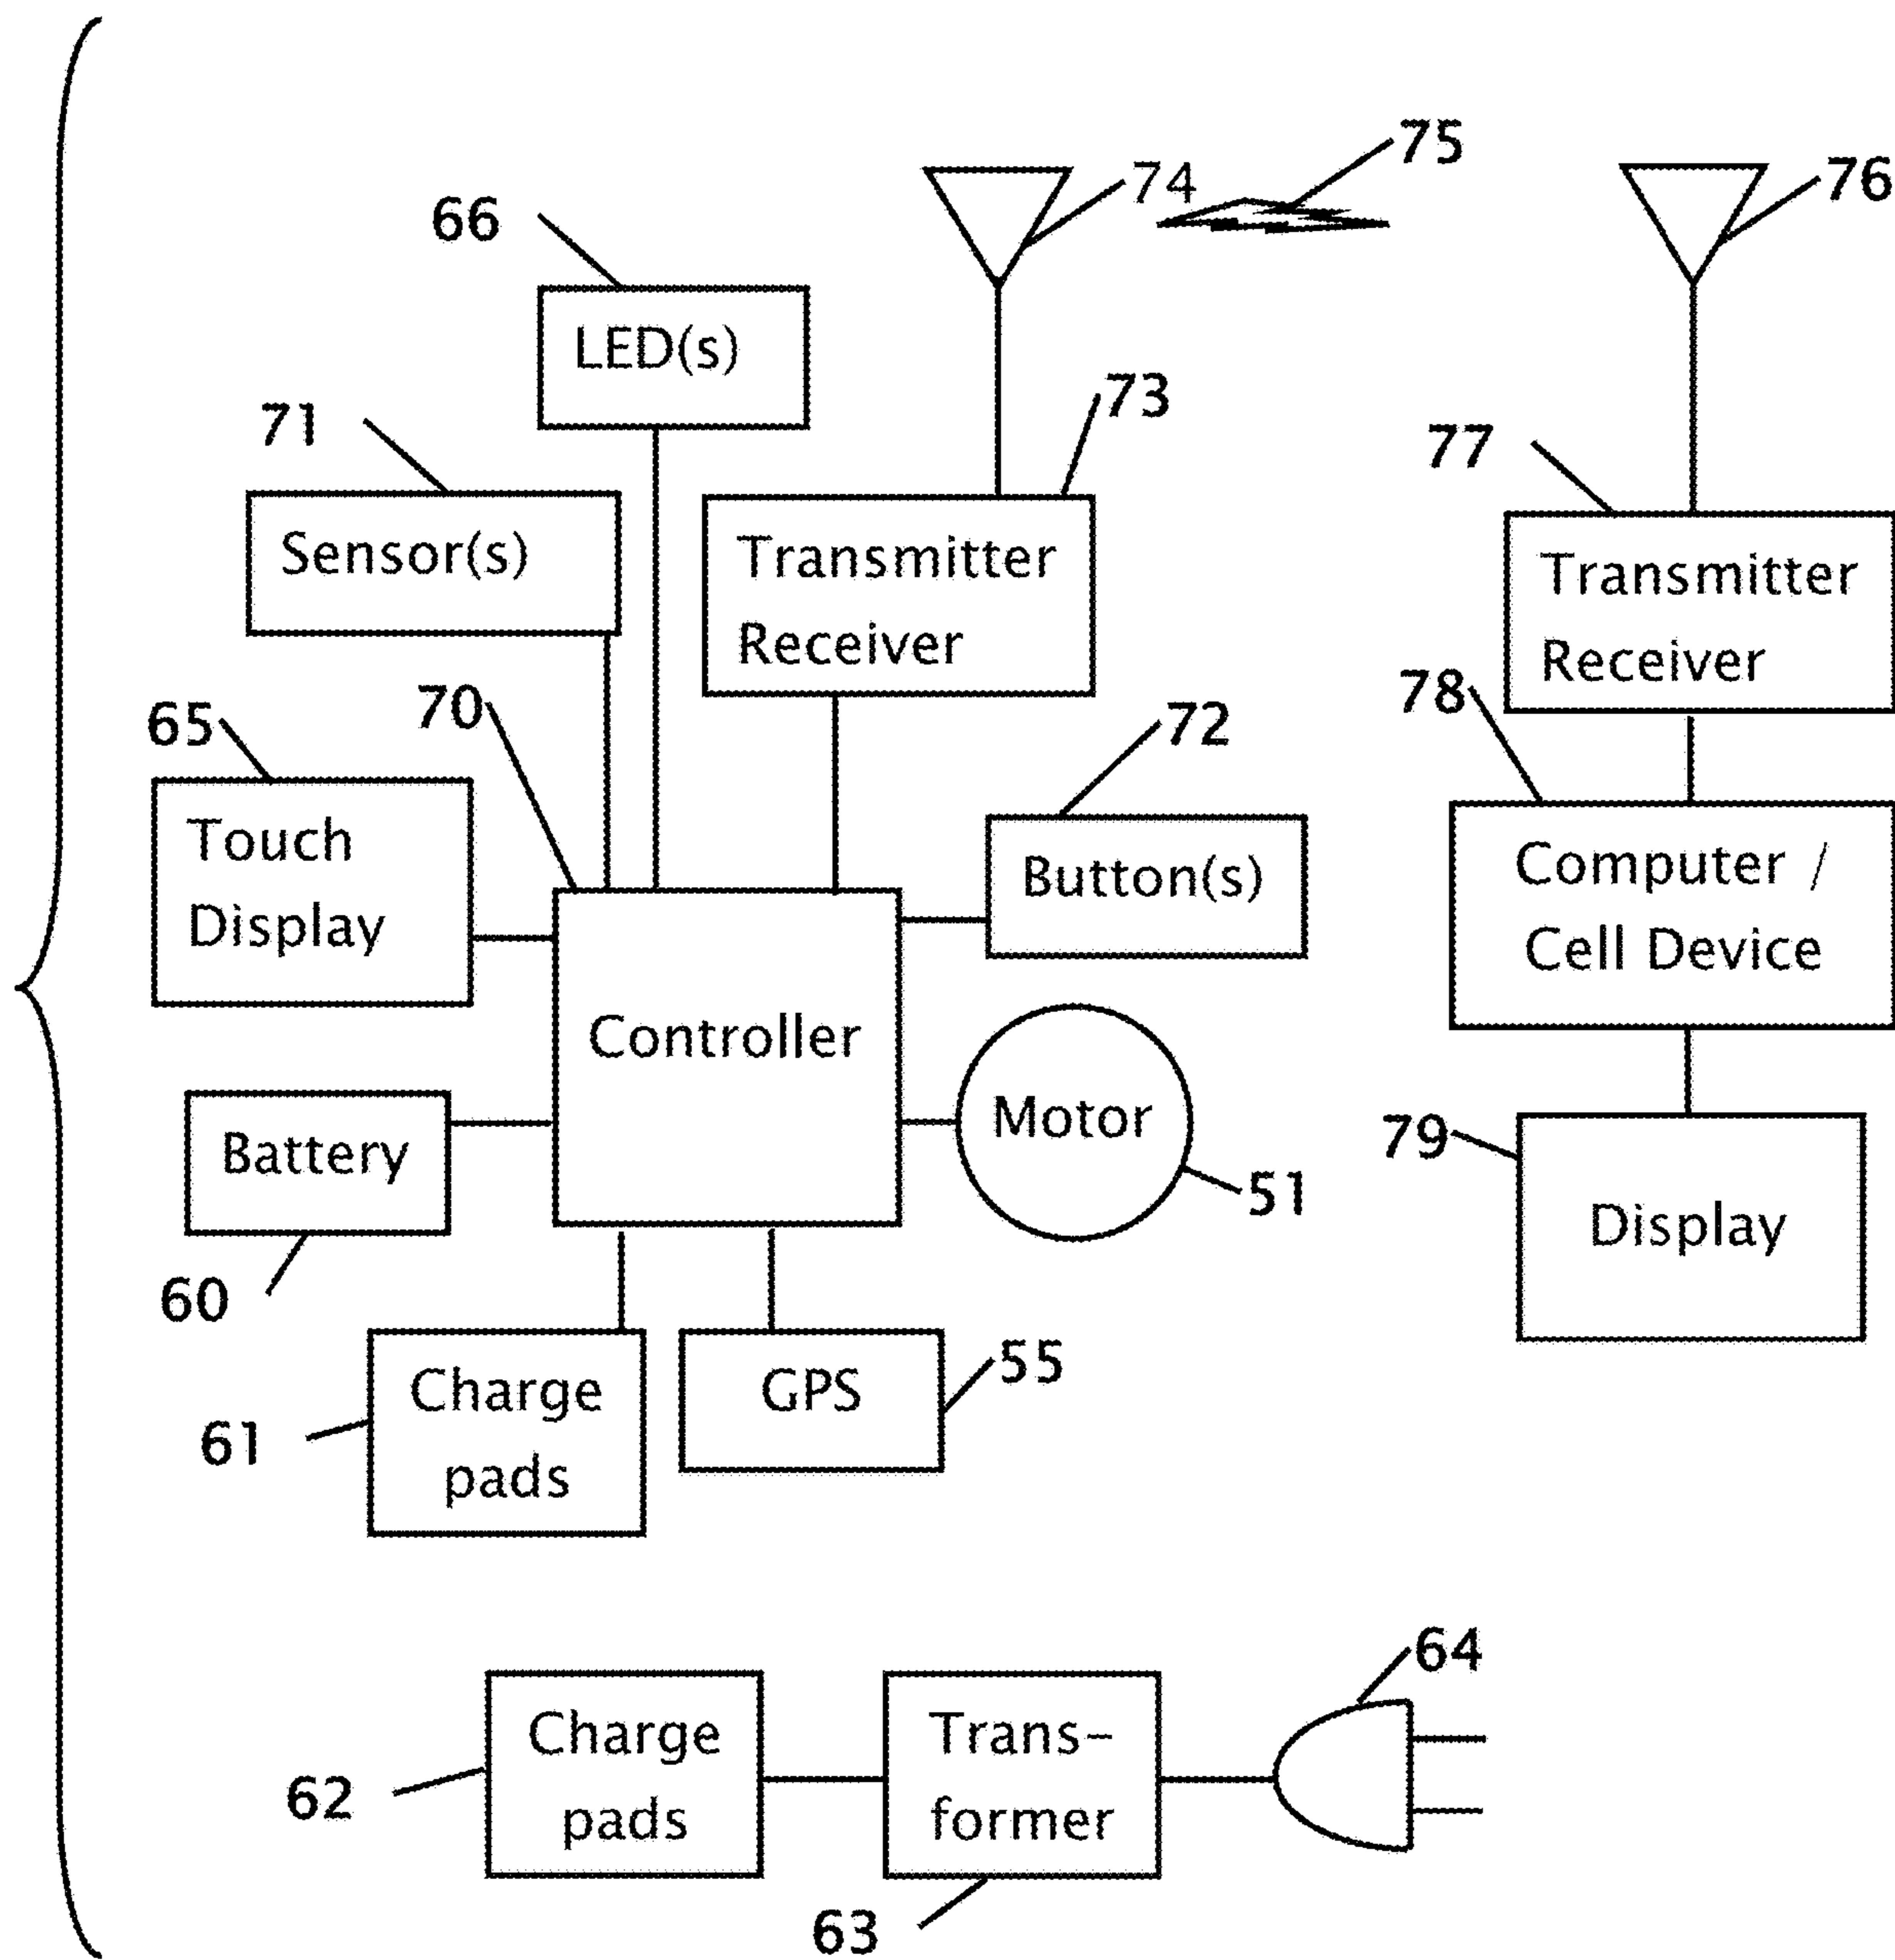 75
74
76
66
LED(s)
73
71
77
Sensor(s)
Transmitter
Receiver
Transmitter
Receiver
70
78
65
72
Touch
Display
Button(s)
Computer /
Cell Device
Controller
Motor
79
Battery
51
Display
60
55
Charge
pads
GPS
61
64
Charge
pads
Trans-
former
62
63